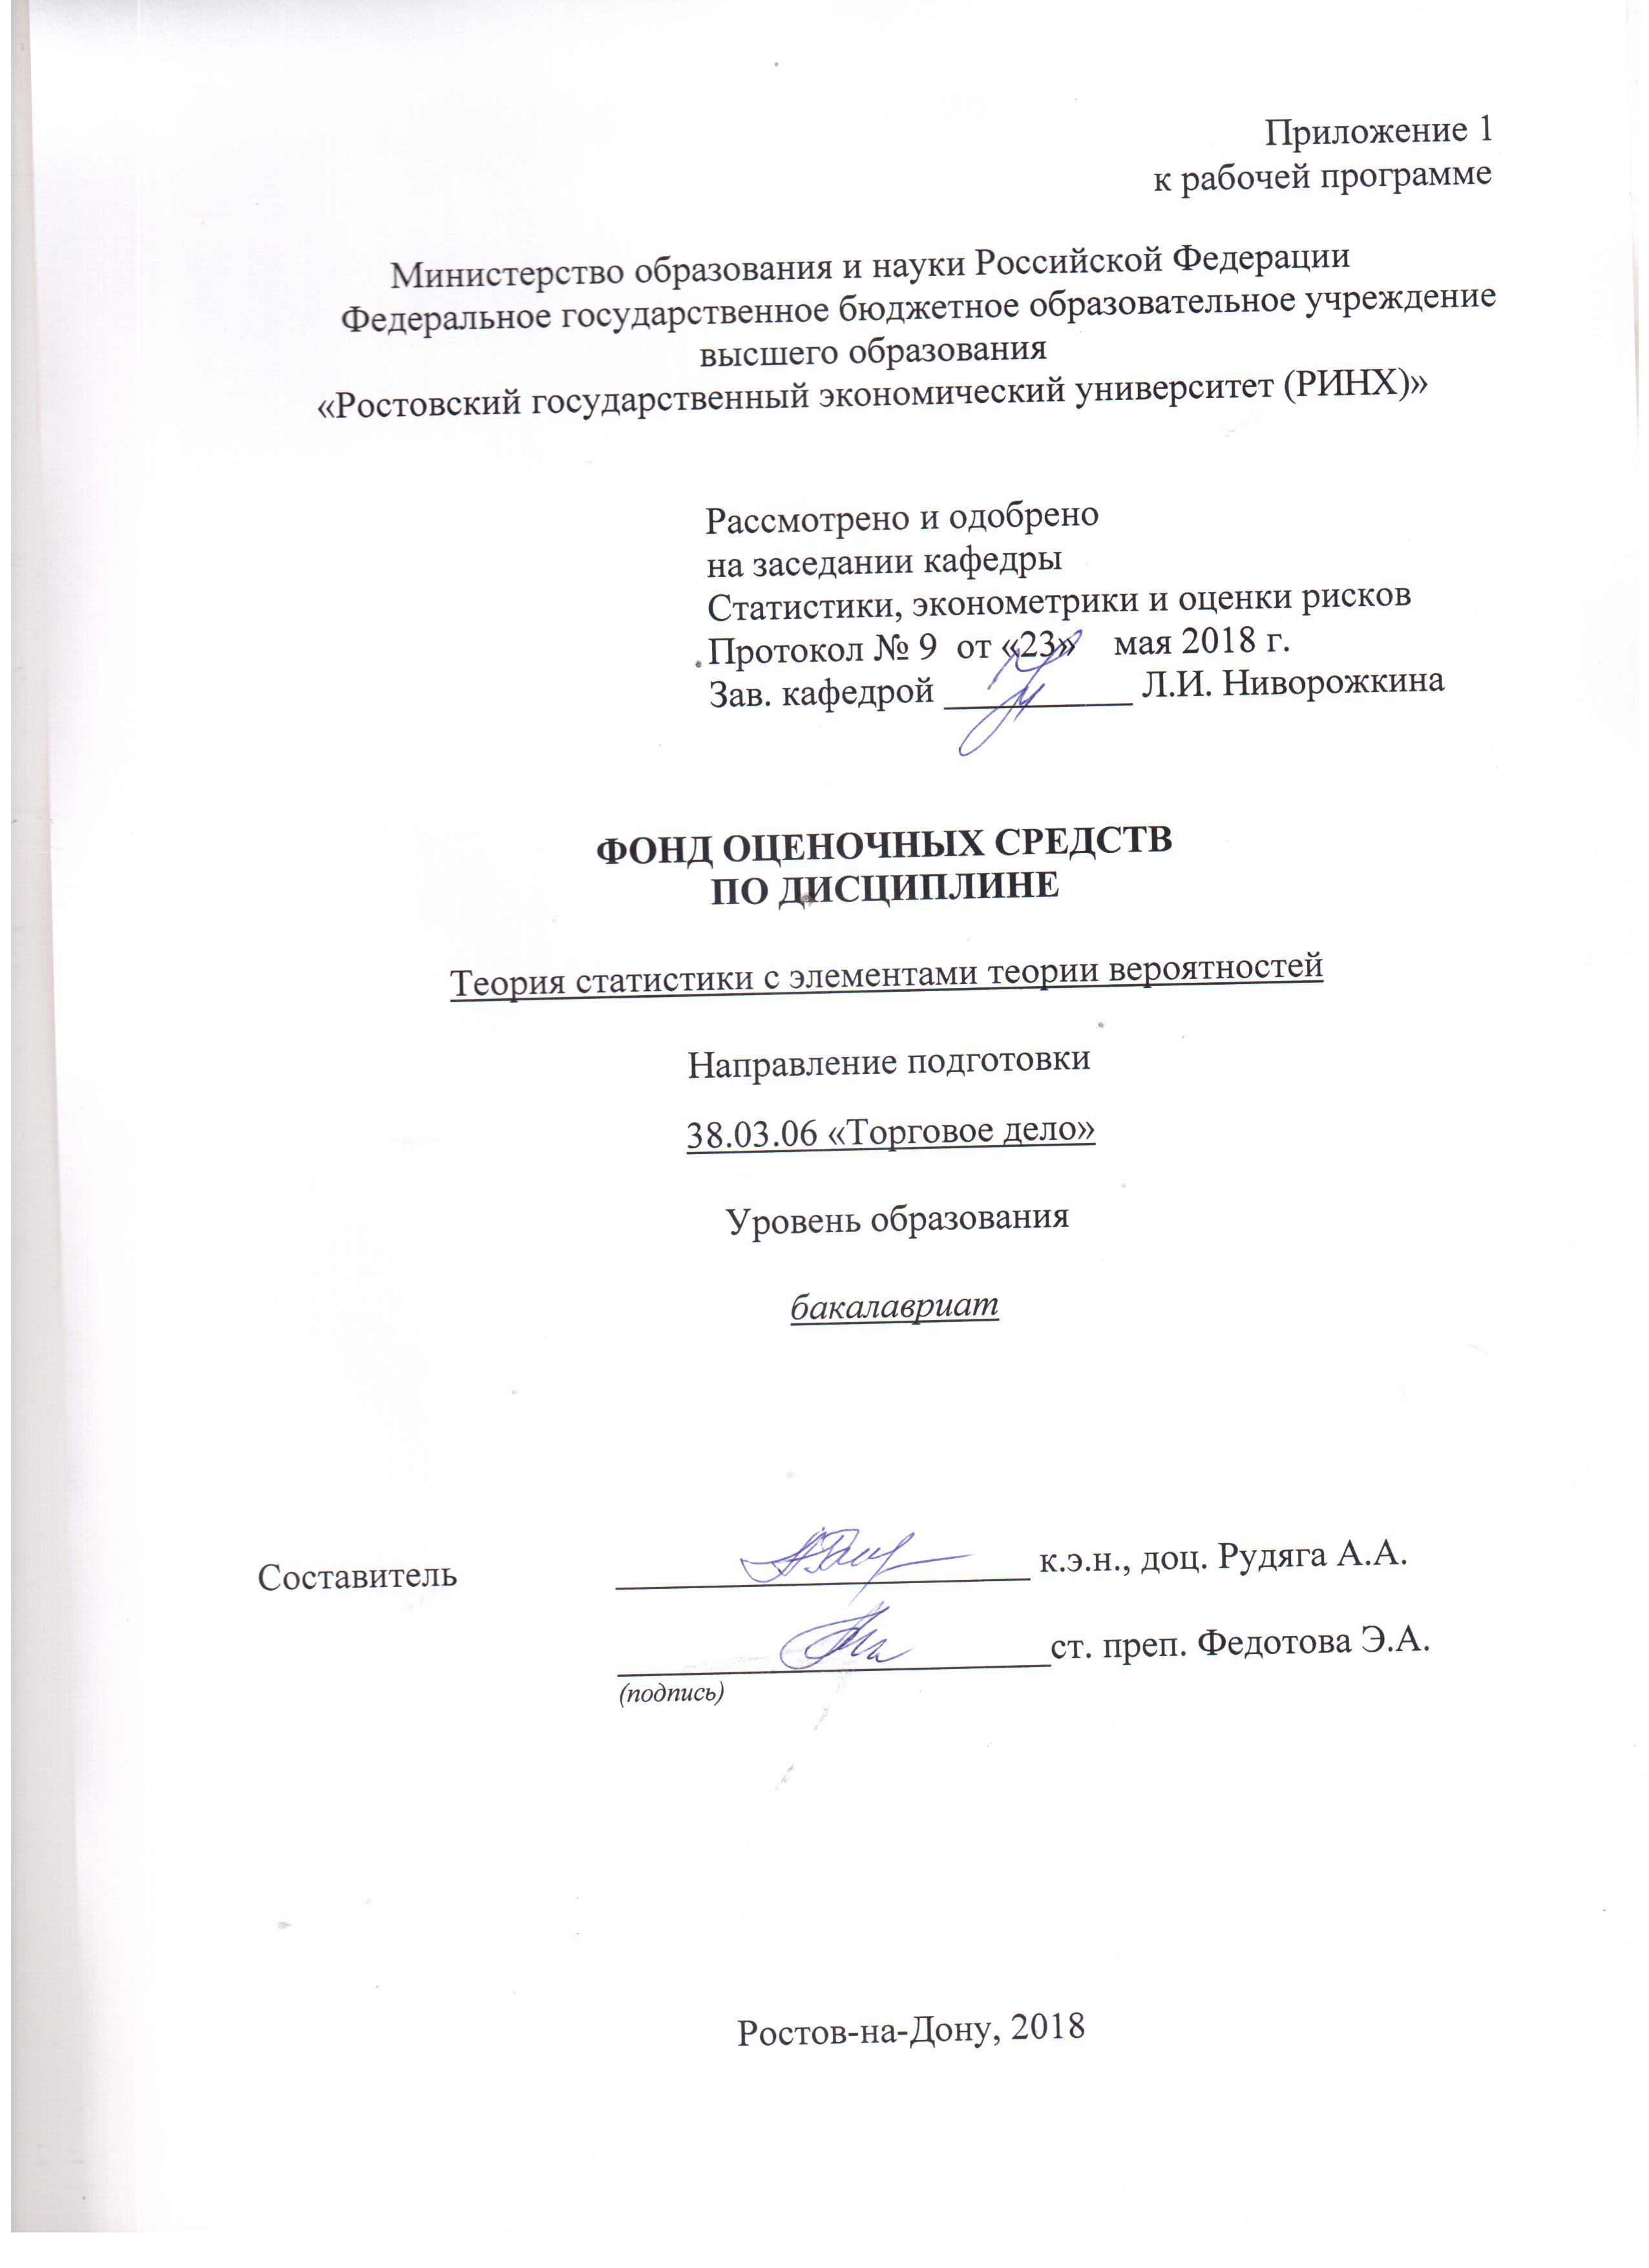 Приложение 1
к рабочей программе
Министерство образования и науки Российской Федерации
Федеральное государственное бюджетное образовательное учреждение
высшего образования
«Ростовский государственный экономический университет (РИНХ)»
Рассмотрено и одобрено
на заседании кафедры
Статистики, эконометрики и оценки рисков
Протокол № 9 от «23» мая 2018 г.
Зав. кафедрой ___________ Л.И. Ниворожкина
ФОНД ОЦЕНОЧНЫХ СРЕДСТВ
ПО ДИСЦИПЛИНЕ
Теория статистики с элементами теории вероятностей
Направление подготовки
38.03.06 «Торговое дело»
Уровень образования
бакалавриат
Составитель ______________________ к.э.н., доц. Рудяга А.А.
_______________________ст. преп. Федотова Э.А.
(подпись)
Ростов-на-Дону, 2018